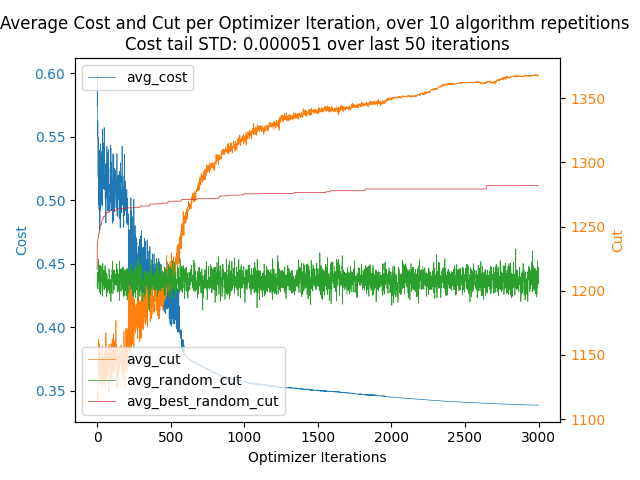 Average Cost and Cut per Optimizer Iteration, over 10 algorithm repetitions
Cost tail STD: 0.000051 over last 50 iterations
avg_cost
0.60
0.55
0.50
0.45
0.40
0.35
Cost
1350
1300
1250
1200
1150
1100
Cut
avg_cut
avg_random_cut
avg_best_random_cut
0
500
1000
1500
2000
2500
3000
Optimizer Iterations